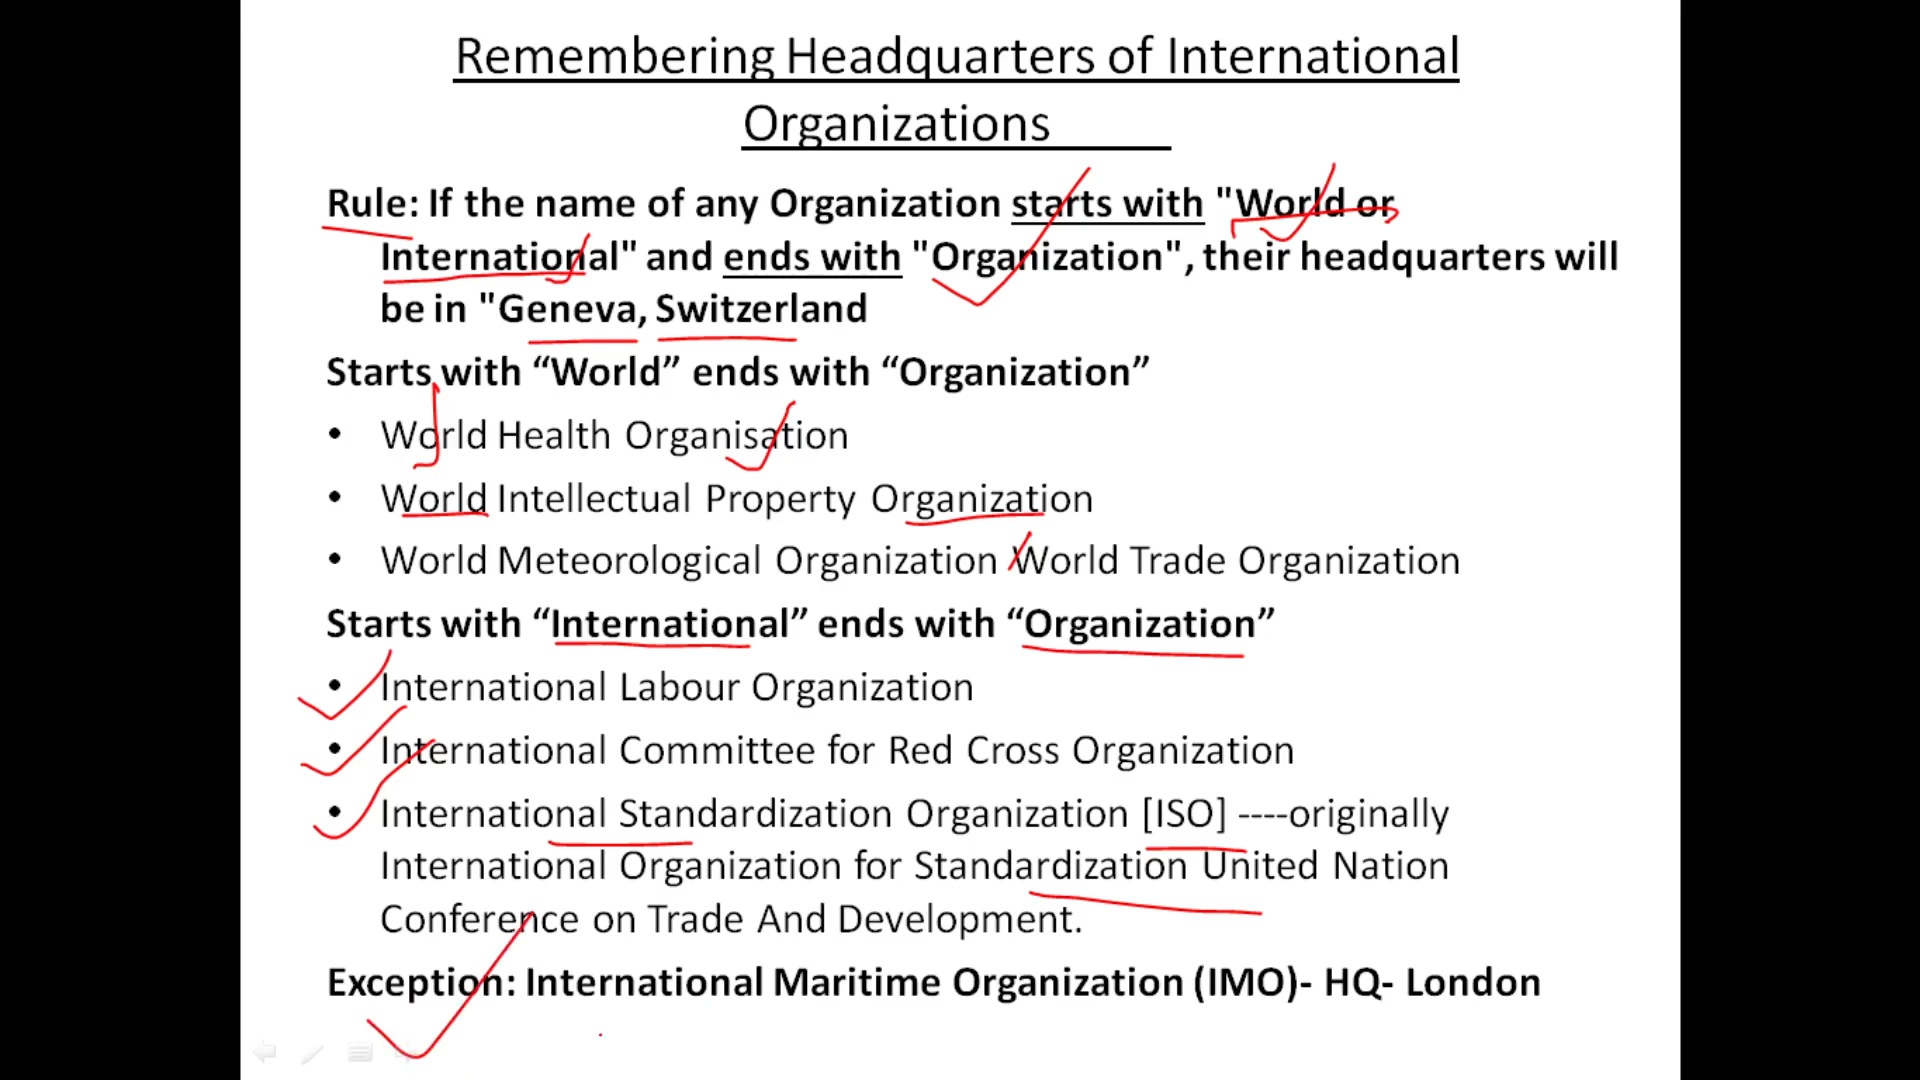 Remembering Headquarters of International
Organizations
Rule: If the name of any Organization starts with "World or
International" and ends with "Organization", their headquarters will
be in "Geneva, Switzerland
Starts with “World” ends with “Organization”
• World Health Organisation
• World Intellectual Property Organization
• World Meteorological Organization World Trade Organization
Starts with “International” ends with “Organization”
• International Labour Organization
• International Committee for Red Cross Organization
• International Standardization Organization [ISO] ----originally
International Organization for Standardization United Nation
Conference on Trade And Development.
Exception: International Maritime Organization (IMO)- HQ- London